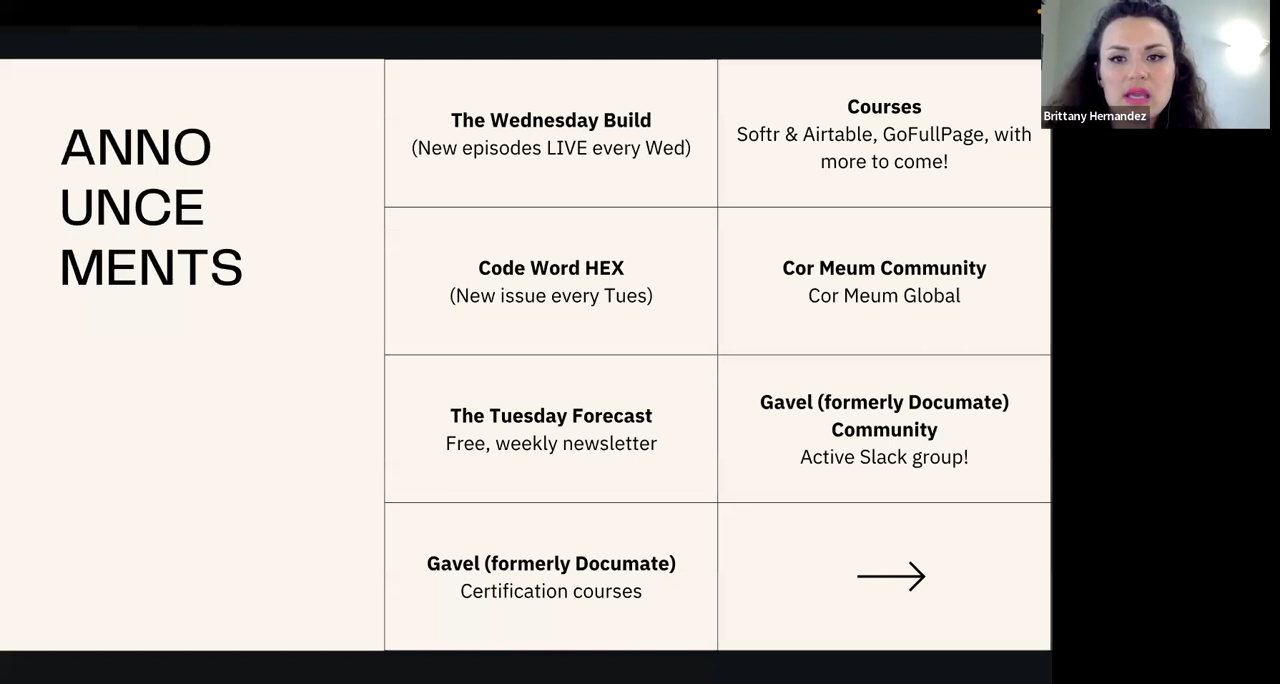 ANNO
UNCE
MENTS
The Wednesday Build
(New episodes LIVE every Wed)
Courses
Softr & Airtable, GoFullPage, with
more to come!
Code Word HEX
(New issue every Tues)
Cor Meum Community
Cor Meum Global
The Tuesday Forecast
Free, weekly newsletter
Gavel (formerly Documate)
Community
Active Slack group!
Gavel (formerly Documate)
Certification courses
Brittany Hernandez